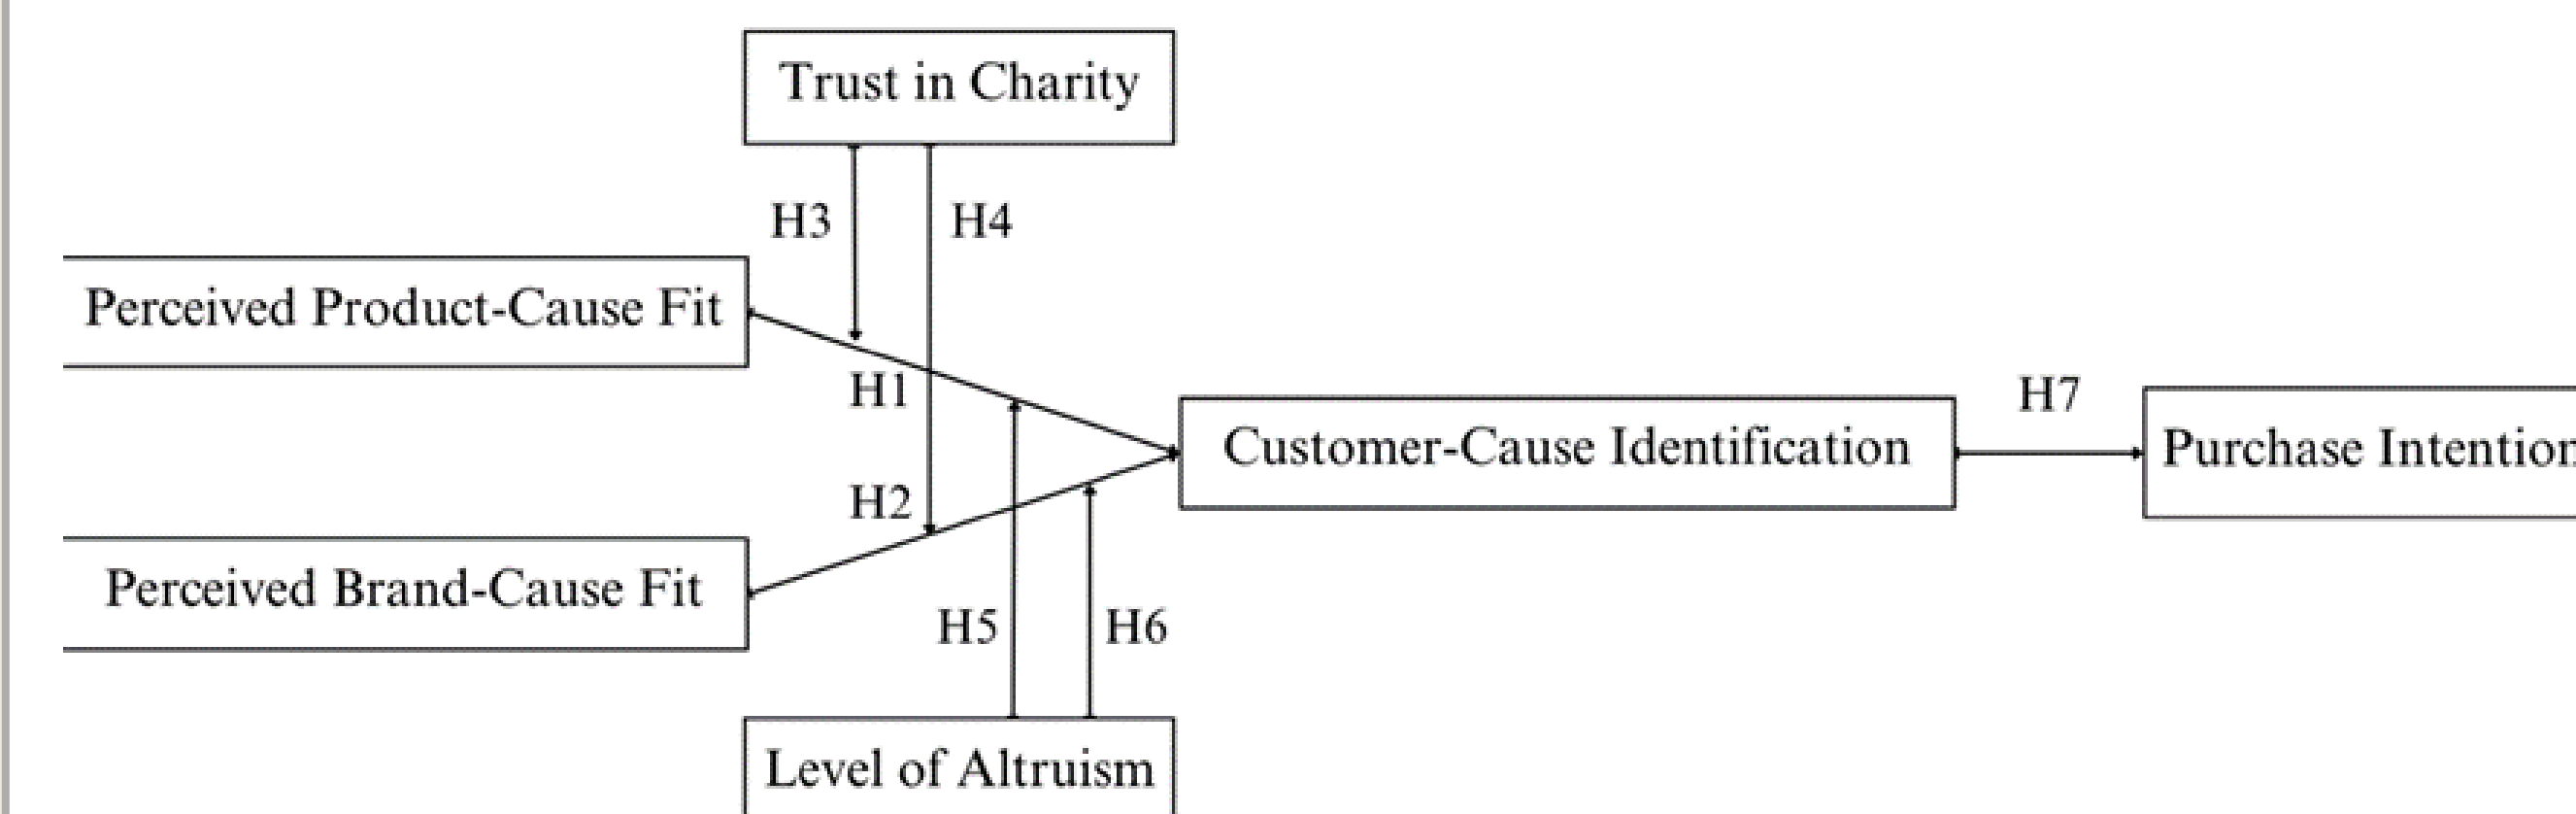 Trust in Charity
H3
H4
Perceived Product-Cause Fit
H1
H7
Customer-Cause Identification
Purchase Intention
H2
Perceived Brand-Cause Fit
H5
H6
Level of Altruism